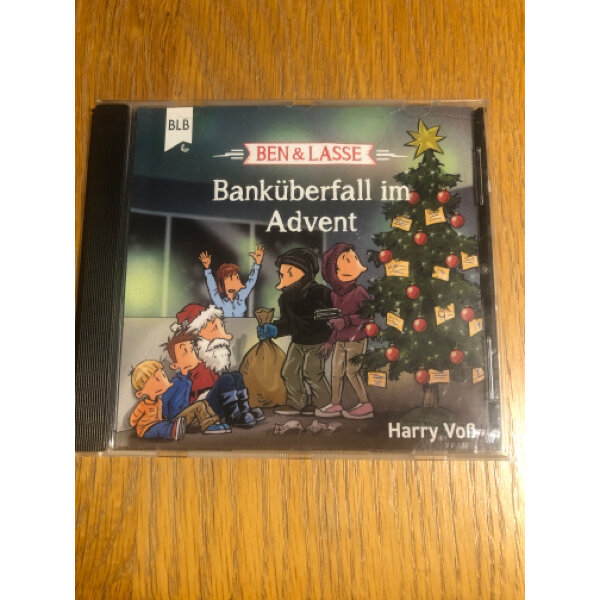 BLB
BEN & LASSE
Banküberfall im
Advent
Harry Voß